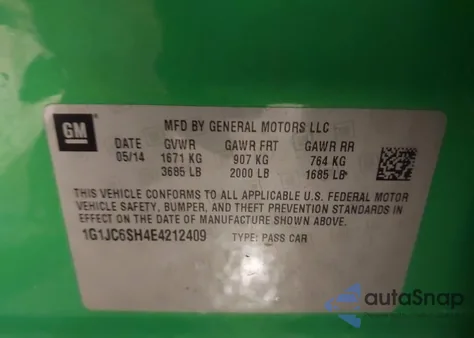 MFD BY GENERAL MOTORS LLC
GM
DATE GVWR GAWR FRT GAWR RR
05/14 1671 KG 907 KG 764 KG
3685 LB 2000 LB 1685 LB
THIS VEHICLE CONFORMS TO ALL APPLICABLE U.S. FEDERAL MOTOR
VEHICLE SAFETY, BUMPER, AND THEFT PREVENTION STANDARDS IN
EFFECT ON THE DATE OF MANUFACTURE SHOWN ABOVE.
1G1JC6SH4E4212409 TYPE: PASS CAR
autoSnap